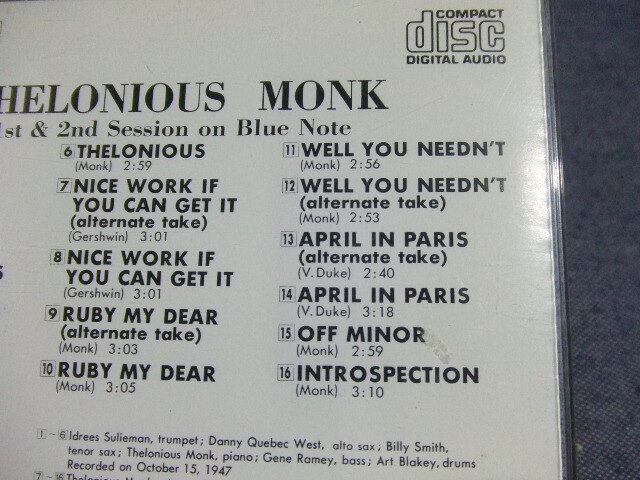 COMPACT
disc
DIGITAL AUDIO
HELONIOUS MONK
1st & 2nd Session on Blue Note
6 THELONIOUS
(Monk) 2:59
7 NICE WORK IF
YOU CAN GET IT
(alternate take)
(Gershwin) 3:01
8 NICE WORK IF
YOU CAN GET IT
(Gershwin) 3:01
9 RUBY MY DEAR
(alternate take)
(Monk) 3:03
10 RUBY MY DEAR
(Monk) 3:05
11 WELL YOU NEEDN'T
(Monk) 2:56
12 WELL YOU NEEDN'T
(alternate take)
(Monk) 2:53
13 APRIL IN PARIS
(alternate take)
(V. Duke) 2:40
14 APRIL IN PARIS
(V. Duke) 3:18
15 OFF MINOR
(Monk) 2:59
16 INTROSPECTION
(Monk) 3:10
1 ~ 6 Idrees Sulieman, trumpet; Danny Quebec West, alto sax; Billy Smith,
tenor sax; Thelonious Monk, piano; Gene Ramey, bass; Art Blakey, drums
Recorded on October 15, 1947
7 ~ 16 Thelonious